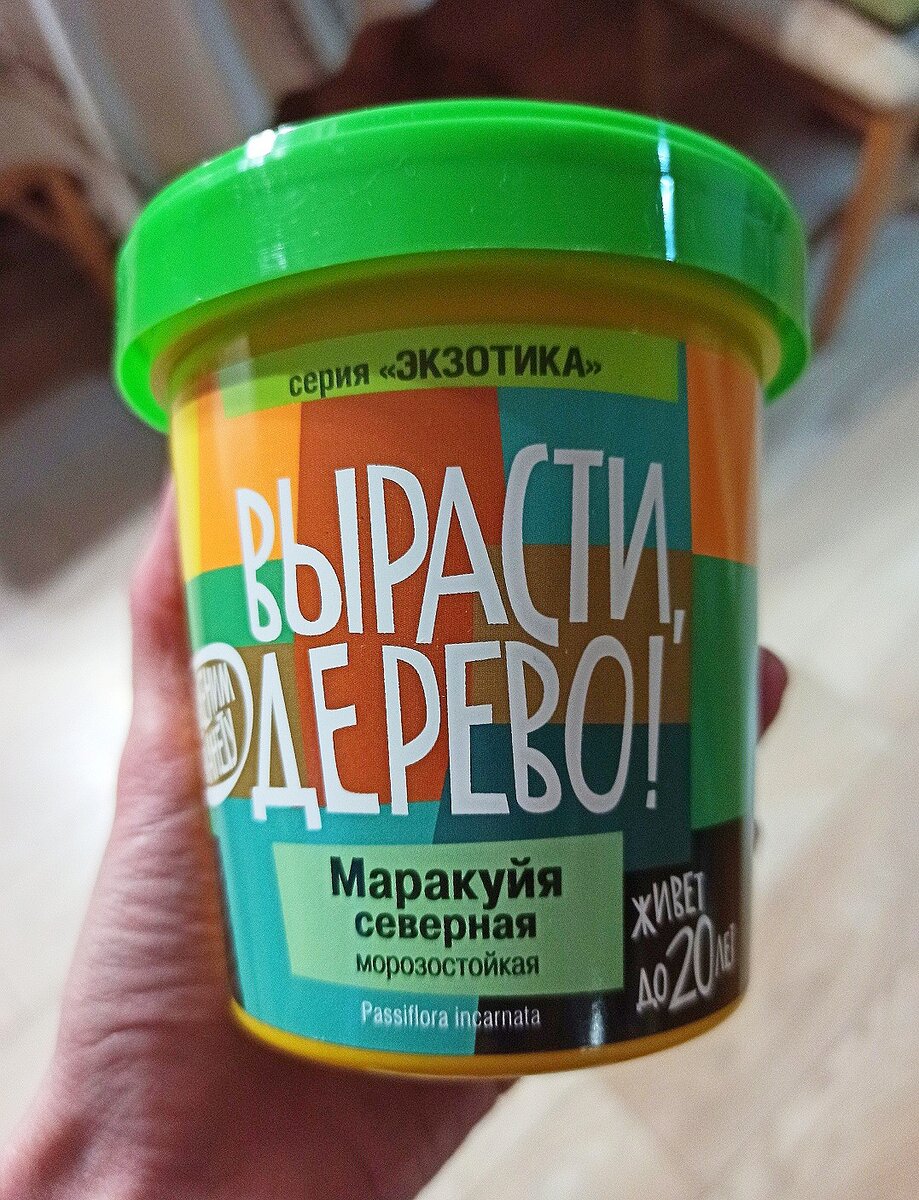 серия «ЭКЗОТИКА»
ВЫРАСТИ,
ДЕРЕВО!
Маракуйя
северная
морозостойкая
Passiflora incarnata
ЖИВЕТ
ДО 20 ЛЕТ